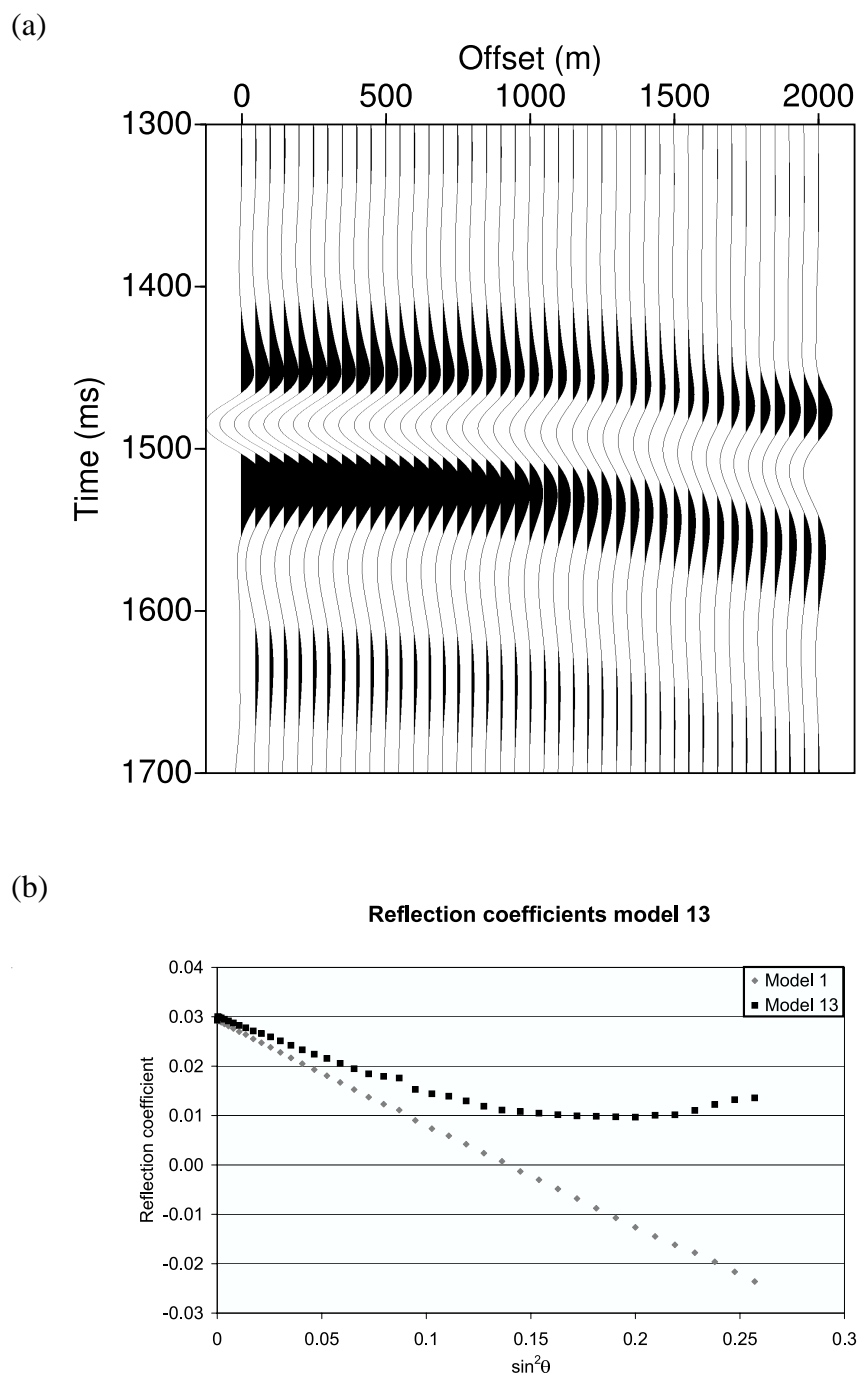 (a)
Offset (m)
0 500 1000 1500 2000
1300
1400
1500
1600
1700
Time (ms)
(b)
Reflection coefficients model 13
0.04
0.03
0.02
0.01
0.00
-0.01
-0.02
-0.03
Reflection coefficient
Model 1
Model 13
0 0.05 0.1 0.15 0.2 0.25 0.3
sin²θ